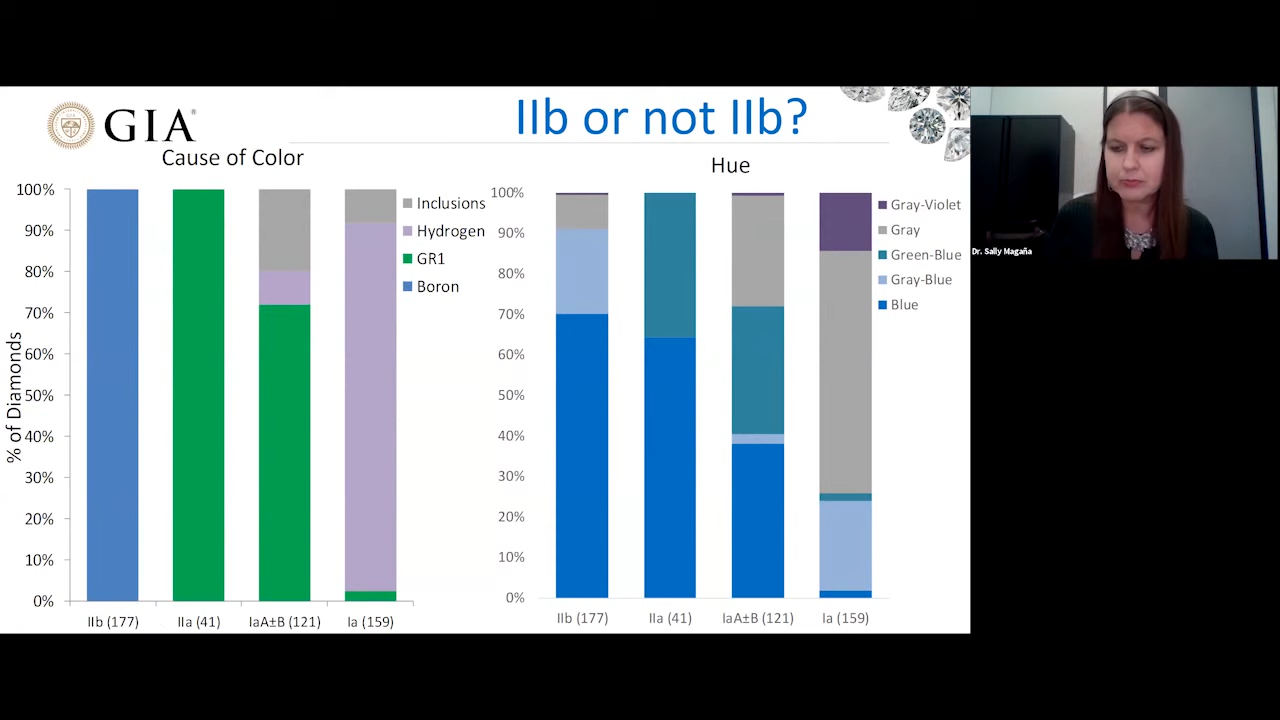 GIA®
IIb or not IIb?
Cause of Color
% of Diamonds
100%
90%
80%
70%
60%
50%
40%
30%
20%
10%
0%
IIb (177)
IIa (41)
IaA±B (121)
Ia (159)
Inclusions
Hydrogen
GR1
Boron
Hue
100%
90%
80%
70%
60%
50%
40%
30%
20%
10%
0%
IIb (177)
IIa (41)
IaA±B (121)
Ia (159)
Gray-Violet
Gray
Green-Blue
Gray-Blue
Blue
Dr. Sally Magaña